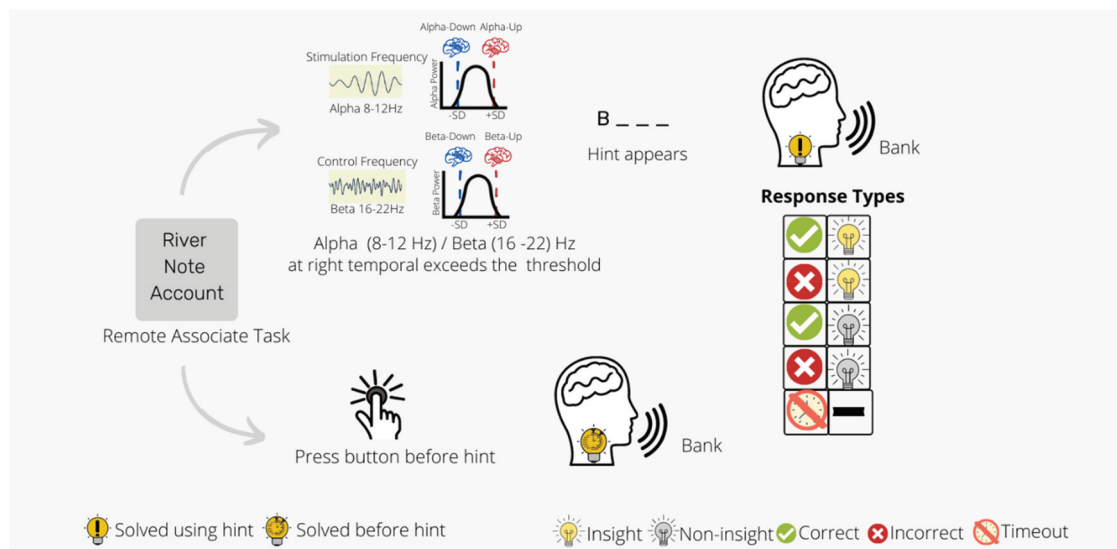 Alpha-Down Alpha-Up
Stimulation Frequency
Alpha Power
Alpha 8-12Hz
-SD +SD
Beta-Down Beta-Up
Control Frequency
Beta Power
Beta 16-22Hz
-SD +SD
Alpha (8-12 Hz) / Beta (16 -22) Hz
at right temporal exceeds the threshold
B _ _ _
Hint appears
Bank
Response Types
River
Note
Account
Remote Associate Task
Press button before hint
Bank
Solved using hint Solved before hint
Insight Non-insight Correct Incorrect Timeout